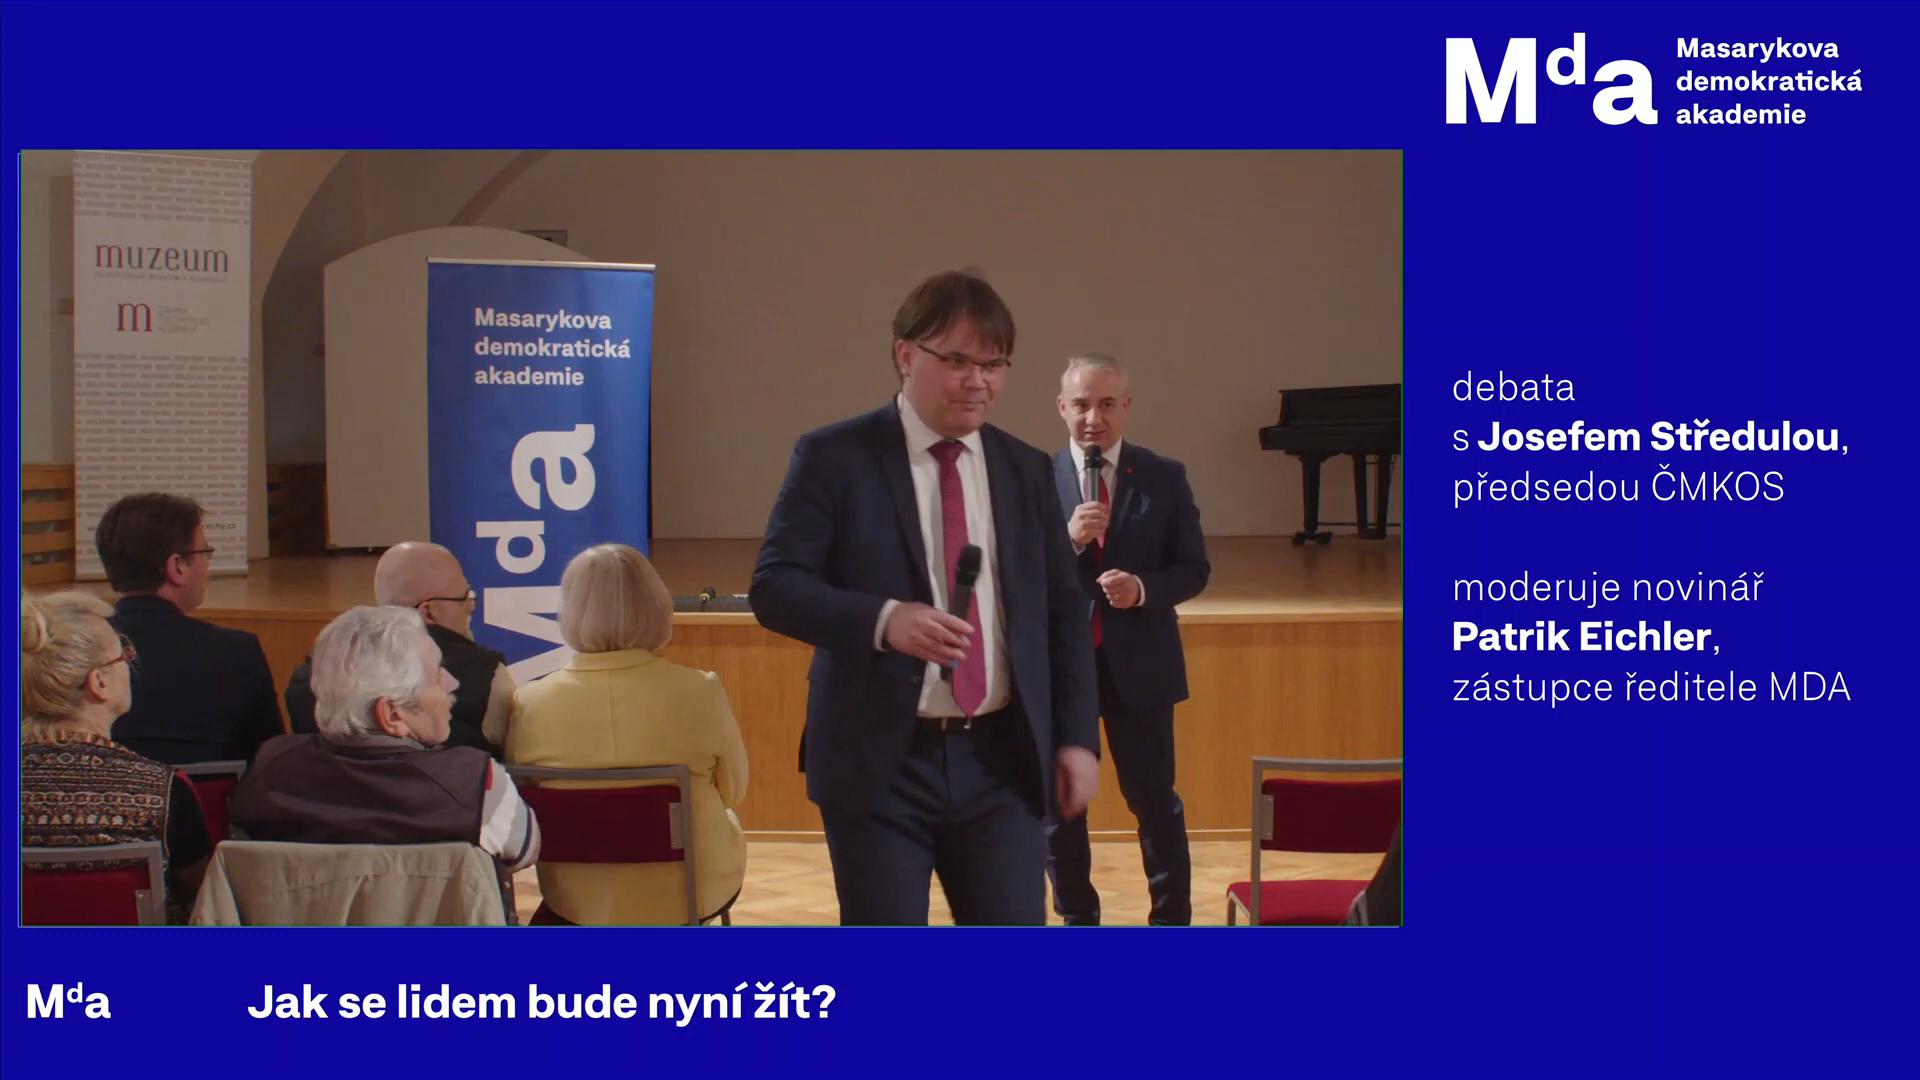 Mda
Masarykova
demokratická
akademie
muzeum
m
Masarykova
demokratická
akademie
Mda
debata
s Josefem Středulou,
předsedou ČMKOS
moderuje novinář
Patrik Eichler,
zástupce ředitele MDA
Mda
Jak se lidem bude nyní žít?